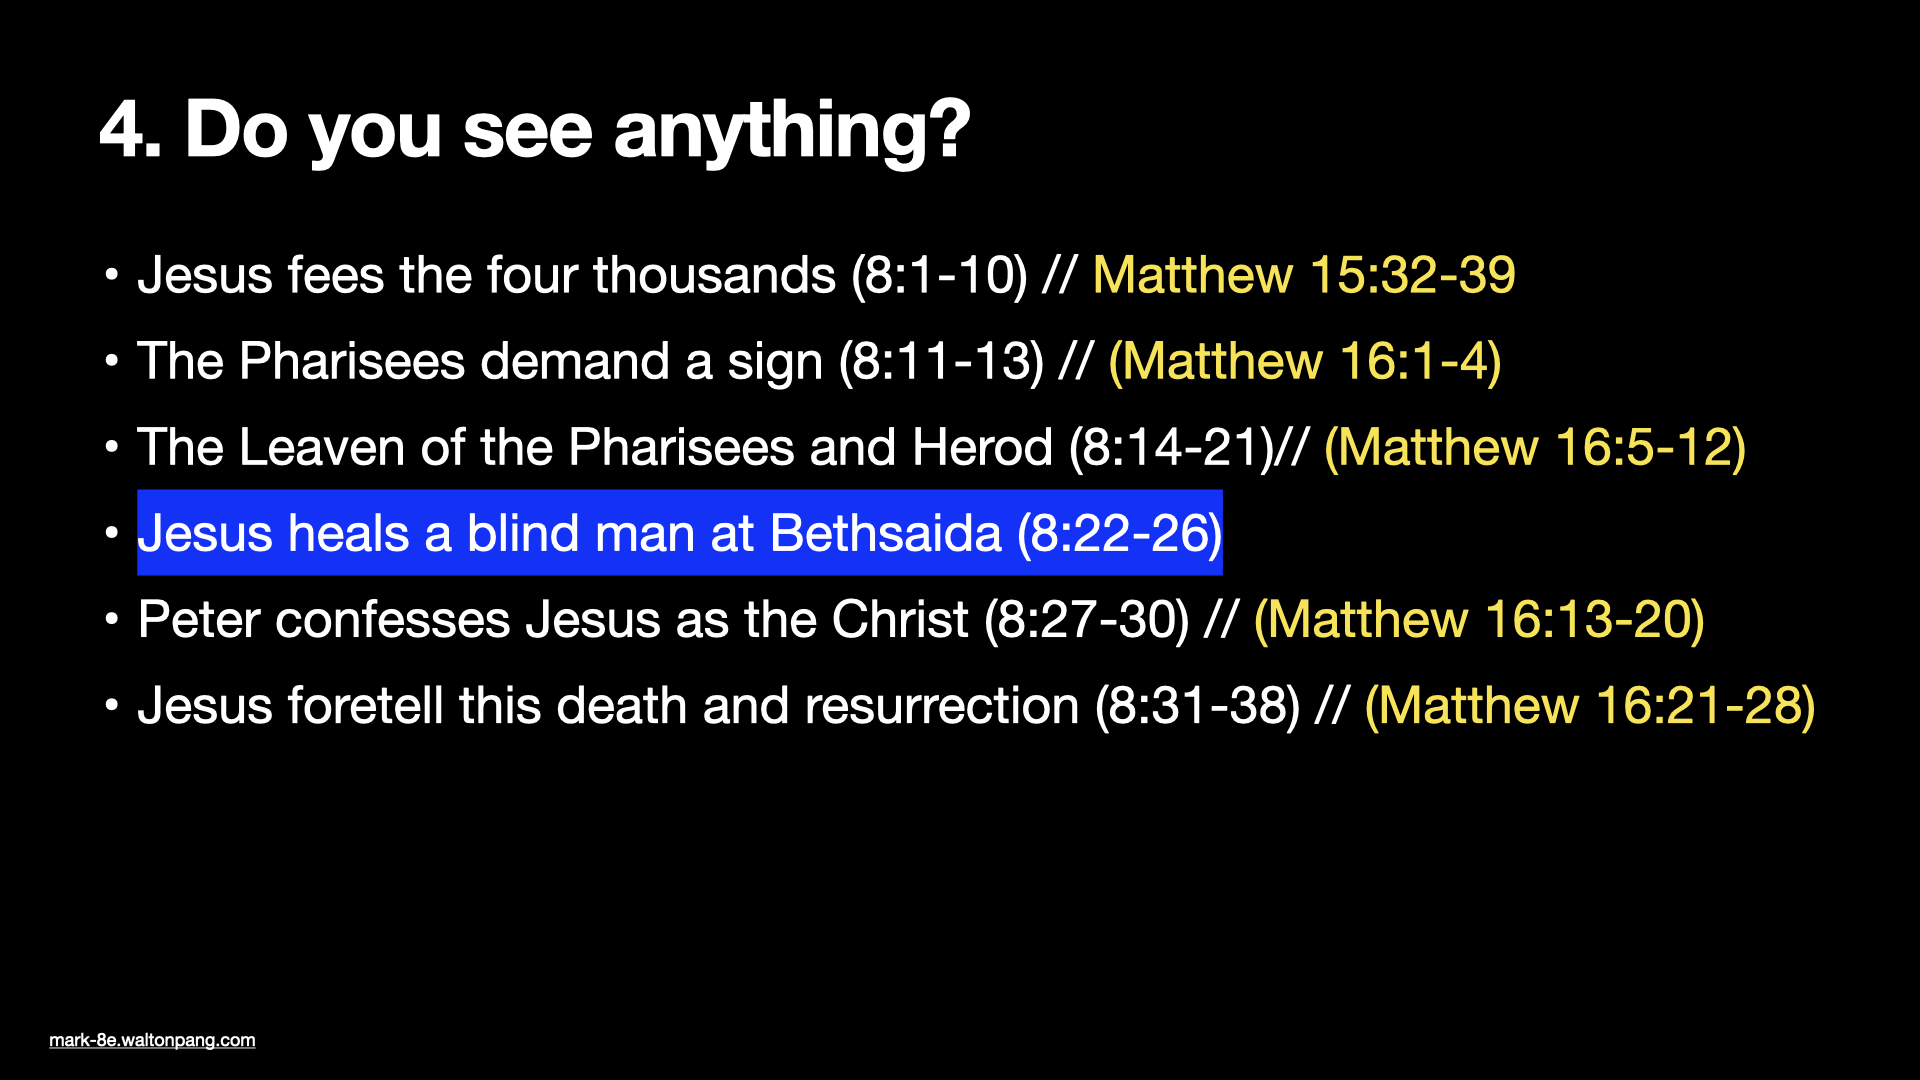 4. Do you see anything?
• Jesus fees the four thousands (8:1-10) // Matthew 15:32-39
• The Pharisees demand a sign (8:11-13) // (Matthew 16:1-4)
• The Leaven of the Pharisees and Herod (8:14-21)// (Matthew 16:5-12)
• Jesus heals a blind man at Bethsaida (8:22-26)
• Peter confesses Jesus as the Christ (8:27-30) // (Matthew 16:13-20)
• Jesus foretell this death and resurrection (8:31-38) // (Matthew 16:21-28)
mark-8e.waltonpang.com